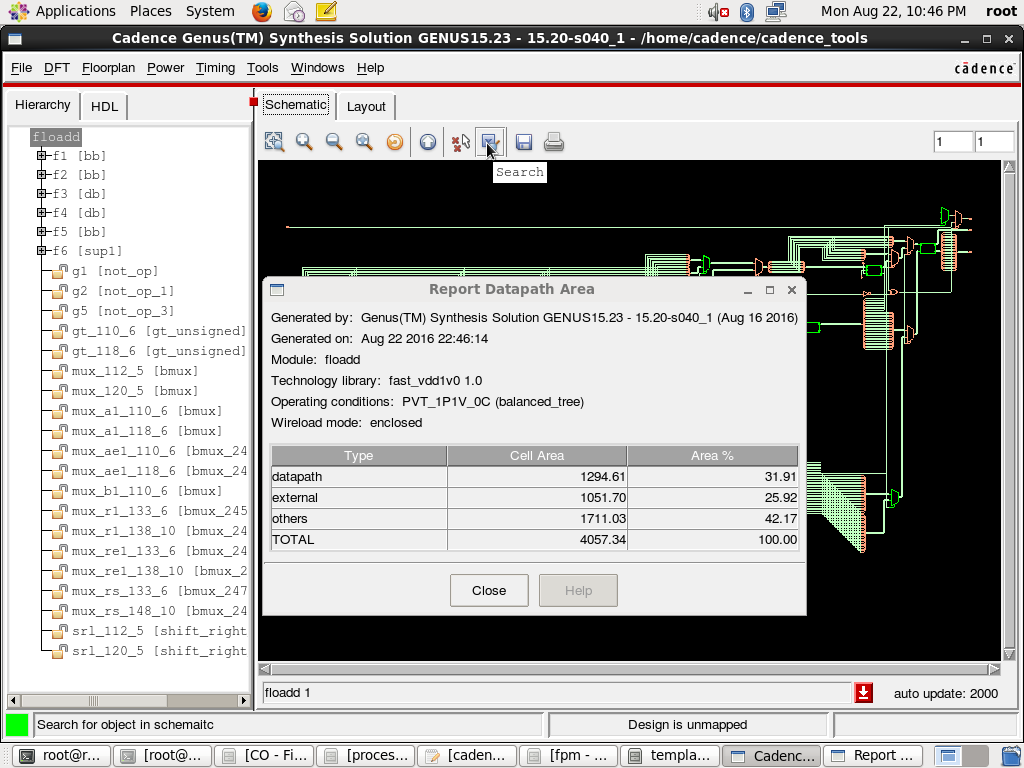 Applications Places System Mon Aug 22, 10:46 PM root
Cadence Genus(TM) Synthesis Solution GENUS15.23 - 15.20-s040_1 - /home/cadence/cadence_tools
File DFT Floorplan Power Timing Tools Windows Help cādence
Hierarchy HDL
Schematic Layout
1 1
Search
floadd
f1 [bb]
f2 [bb]
f3 [db]
f4 [db]
f5 [bb]
f6 [sup1]
g1 [not_op]
g2 [not_op_1]
g5 [not_op_3]
gt_110_6 [gt_unsigned]
gt_118_6 [gt_unsigned]
mux_112_5 [bmux]
mux_120_5 [bmux]
mux_a1_110_6 [bmux]
mux_a1_118_6 [bmux]
mux_ae1_110_6 [bmux_24
mux_ae1_118_6 [bmux_24
mux_b1_110_6 [bmux]
mux_r1_133_6 [bmux_245
mux_r1_138_10 [bmux_24
mux_re1_133_6 [bmux_24
mux_re1_138_10 [bmux_2
mux_rs_133_6 [bmux_247
mux_rs_148_10 [bmux_24
srl_112_5 [shift_right
srl_120_5 [shift_right
Report Datapath Area
Generated by: Genus(TM) Synthesis Solution GENUS15.23 - 15.20-s040_1 (Aug 16 2016)
Generated on: Aug 22 2016 22:46:14
Module: floadd
Technology library: fast_vdd1v0 1.0
Operating conditions: PVT_1P1V_0C (balanced_tree)
Wireload mode: enclosed
Type Cell Area Area %
datapath 1294.61 31.91
external 1051.70 25.92
others 1711.03 42.17
TOTAL 4057.34 100.00
Close Help
floadd 1 auto update: 2000
Search for object in schemaitc Design is unmapped
root@r... [root@... [CO - Fi... [proces... [caden... [fpm - ... templa... Cadenc... Report ...